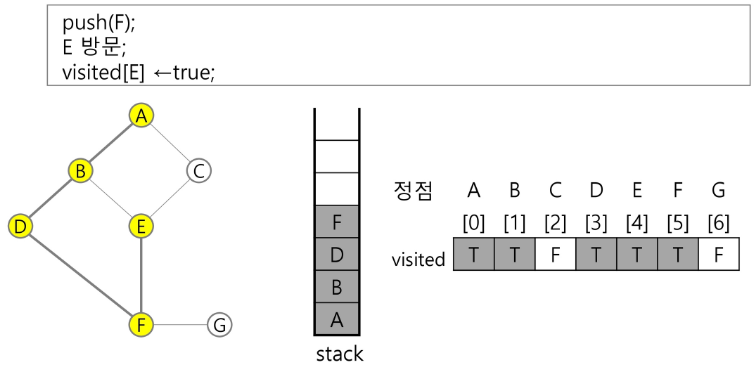 push(F);
E 방문;
visited[E] ←true;
A
B
C
D
E
F
G
F
D
B
A
stack
정점 A B C D E F G
[0] [1] [2] [3] [4] [5] [6]
visited T T F T T T F